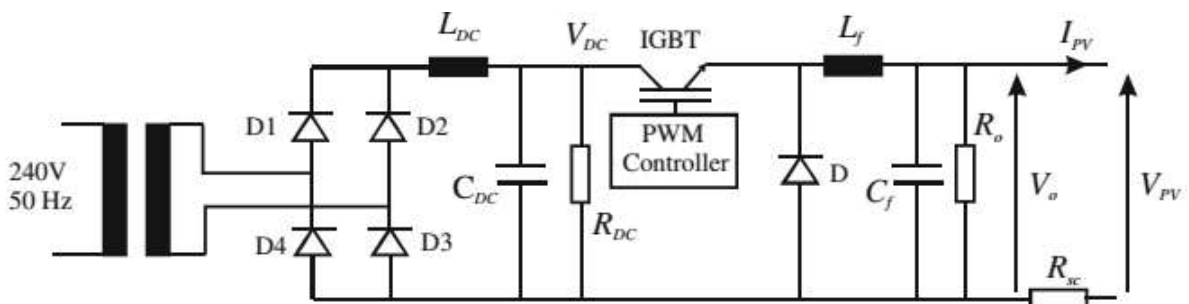 L_DC
V_DC
IGBT
L_f
I_PV
D1
D2
PWM
Controller
R_o
240V
50 Hz
C_DC
R_DC
D
C_f
V_o
V_PV
D4
D3
R_sc